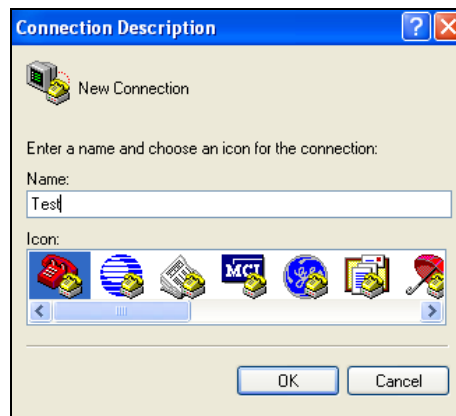 Connection Description
New Connection
Enter a name and choose an icon for the connection:
Name:
Test
Icon:
MCI
OK Cancel